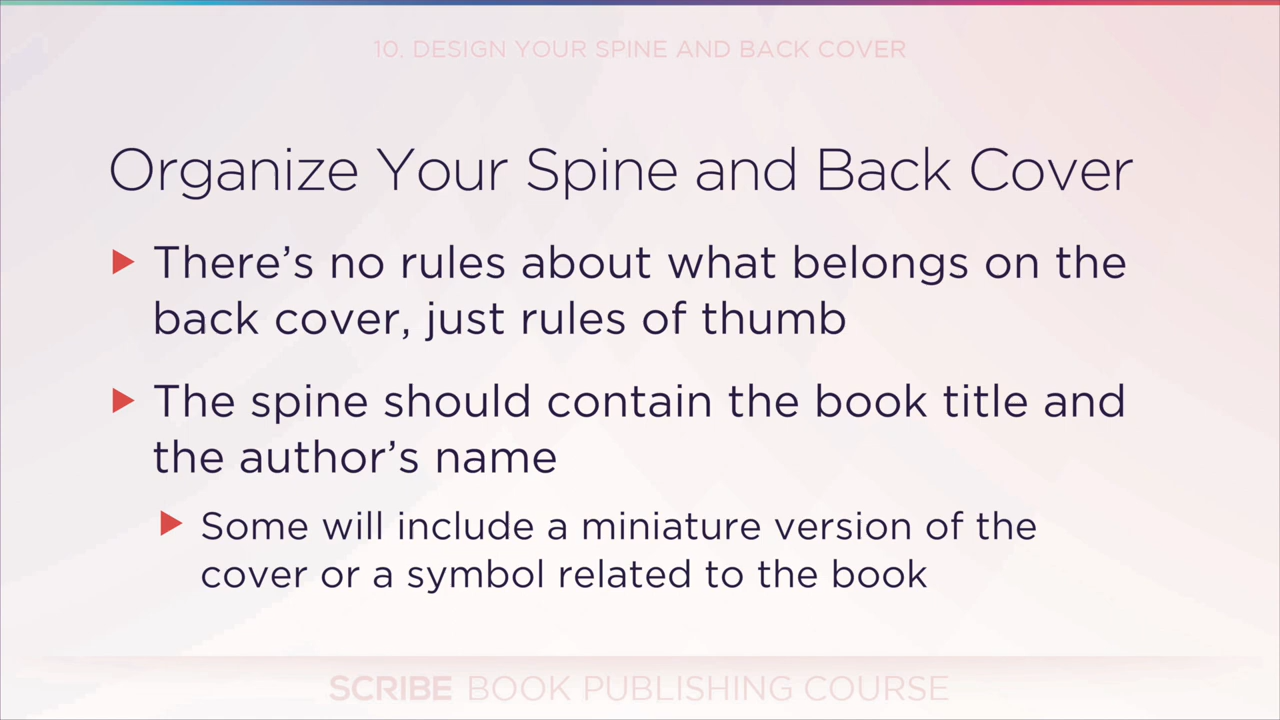 10. DESIGN YOUR SPINE AND BACK COVER
Organize Your Spine and Back Cover
There’s no rules about what belongs on the
back cover, just rules of thumb
The spine should contain the book title and
the author’s name
Some will include a miniature version of the
cover or a symbol related to the book
SCRIBE BOOK PUBLISHING COURSE